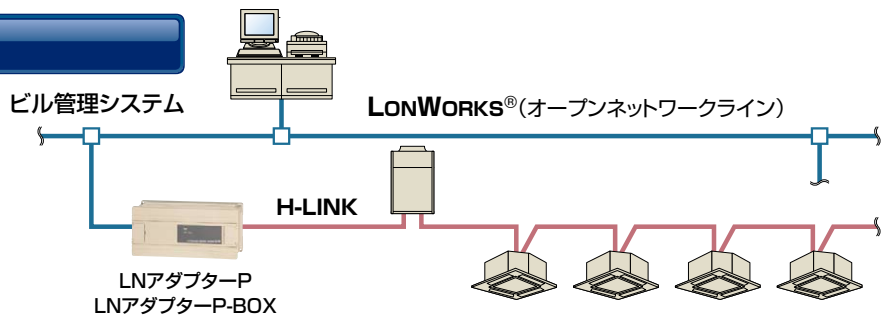 ビル管理システム
LONWORKS®(オープンネットワークライン)
H-LINK
LNアダプターP
LNアダプターP-BOX